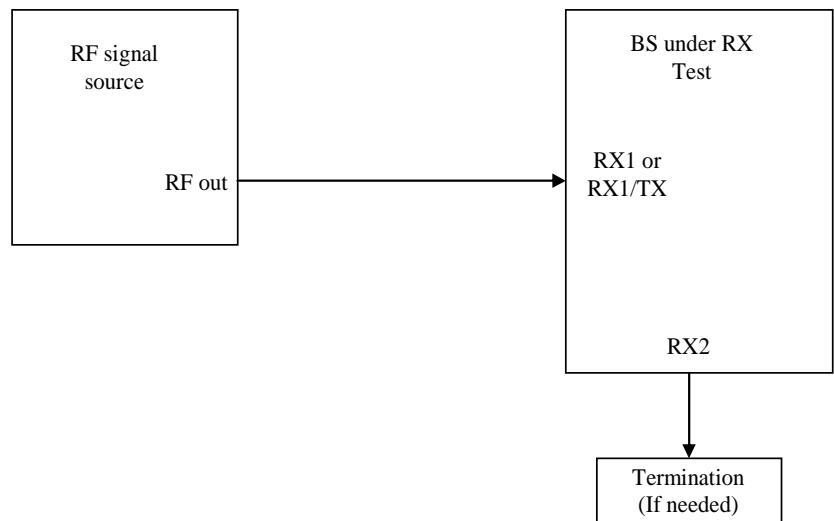 RF signal
source
RF out
BS under RX
Test
RX1 or
RX1/TX
RX2
Termination
(If needed)